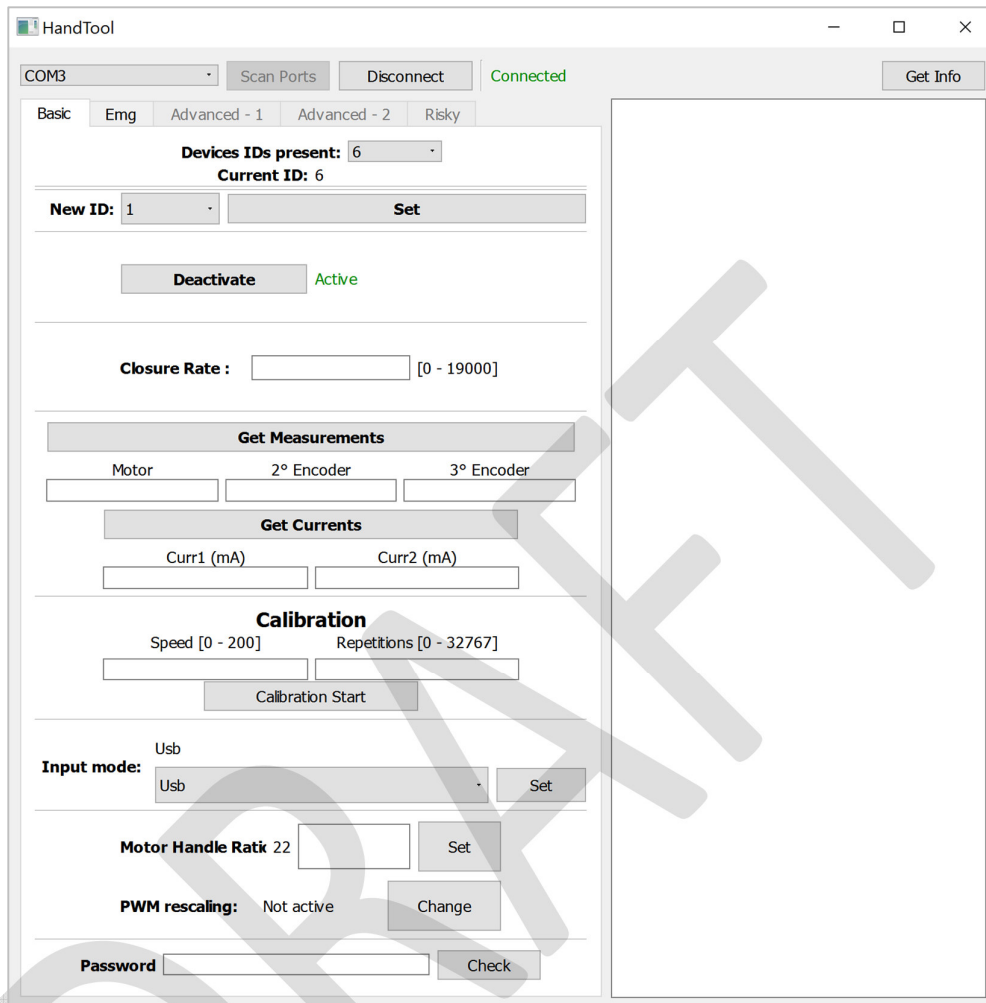 HandTool
COM3 Scan Ports Disconnect Connected Get Info
Basic Emg Advanced - 1 Advanced - 2 Risky
Devices IDs present: 6
Current ID: 6
New ID: 1 Set
Deactivate Active
Closure Rate : [0 - 19000]
Get Measurements
Motor 2° Encoder 3° Encoder
Get Currents
Curr1 (mA) Curr2 (mA)
Calibration
Speed [0 - 200] Repetitions [0 - 32767]
Calibration Start
Usb
Input mode:
Usb Set
Motor Handle Ratic 22 Set
PWM rescaling: Not active Change
Password Check
DRAFT